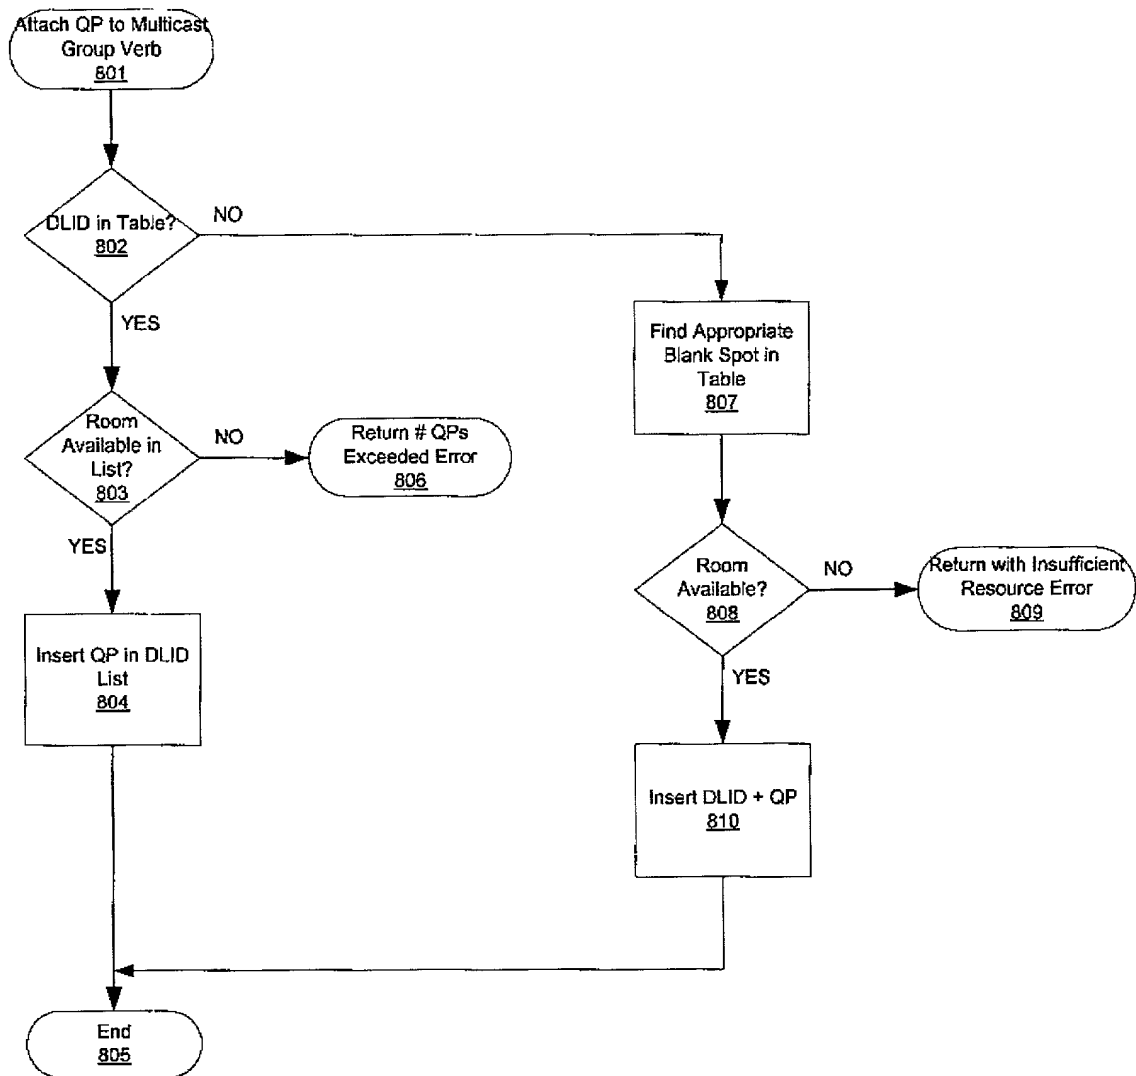 Attach QP to Multicast
Group Verb
801
DLID in Table?
802
NO
YES
Room
Available in
List?
803
NO
Return # QPs
Exceeded Error
806
YES
Insert QP in DLID
List
804
Find Appropriate
Blank Spot in
Table
807
Room
Available?
808
NO
Return with Insufficient
Resource Error
809
YES
Insert DLID + QP
810
End
805